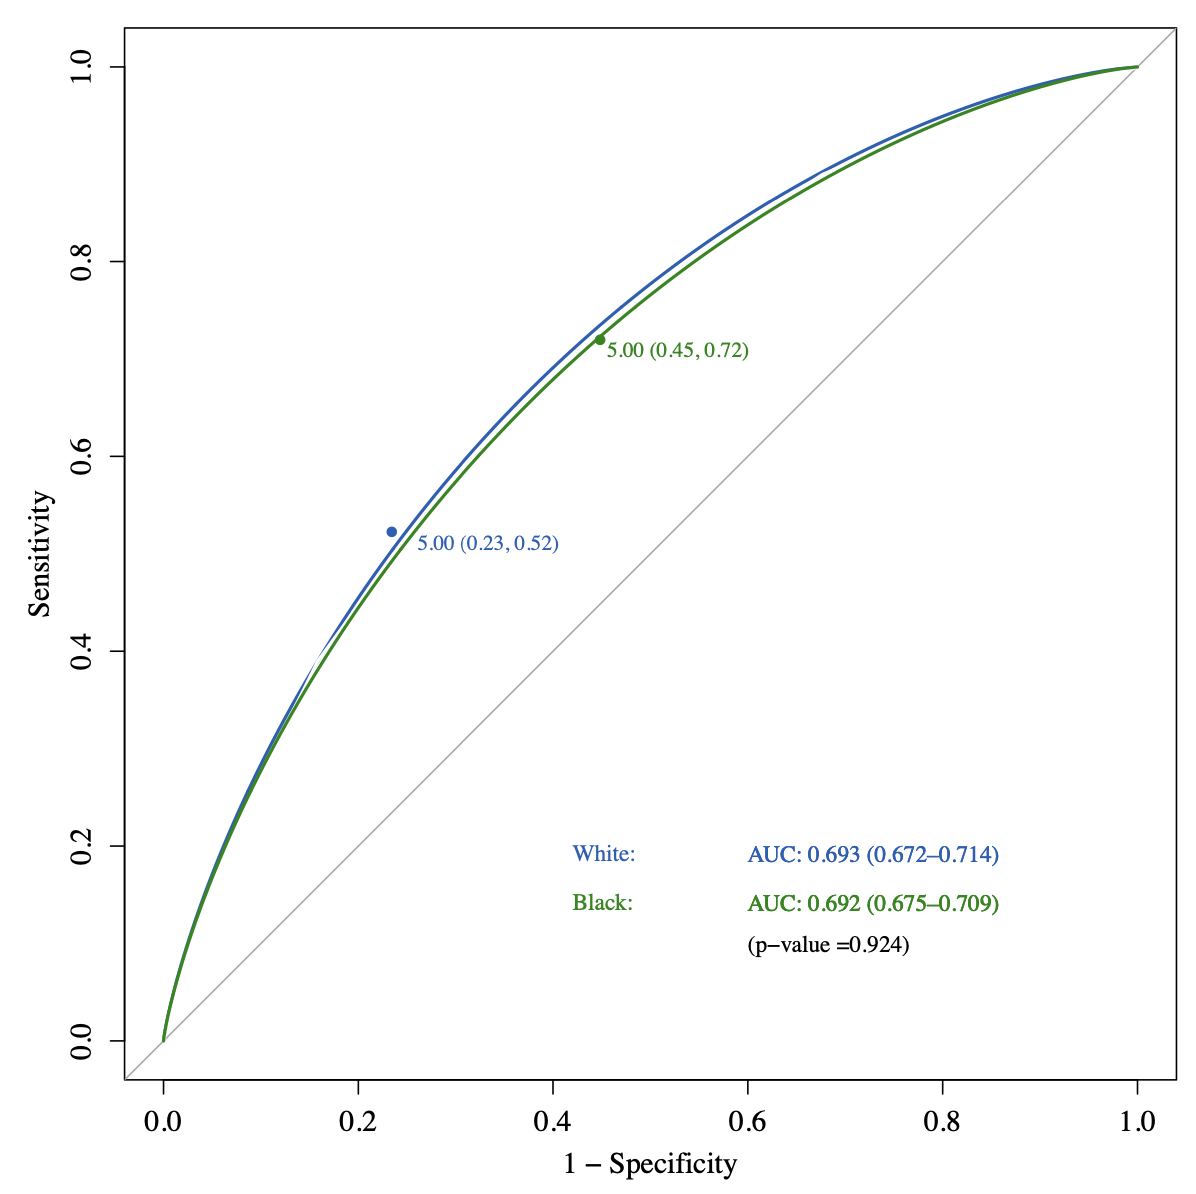 1.0
0.8
0.6
0.4
0.2
0.0
Sensitivity
5.00 (0.45, 0.72)
5.00 (0.23, 0.52)
White: AUC: 0.693 (0.672–0.714)
Black: AUC: 0.692 (0.675–0.709)
(p−value =0.924)
0.0 0.2 0.4 0.6 0.8 1.0
1 − Specificity